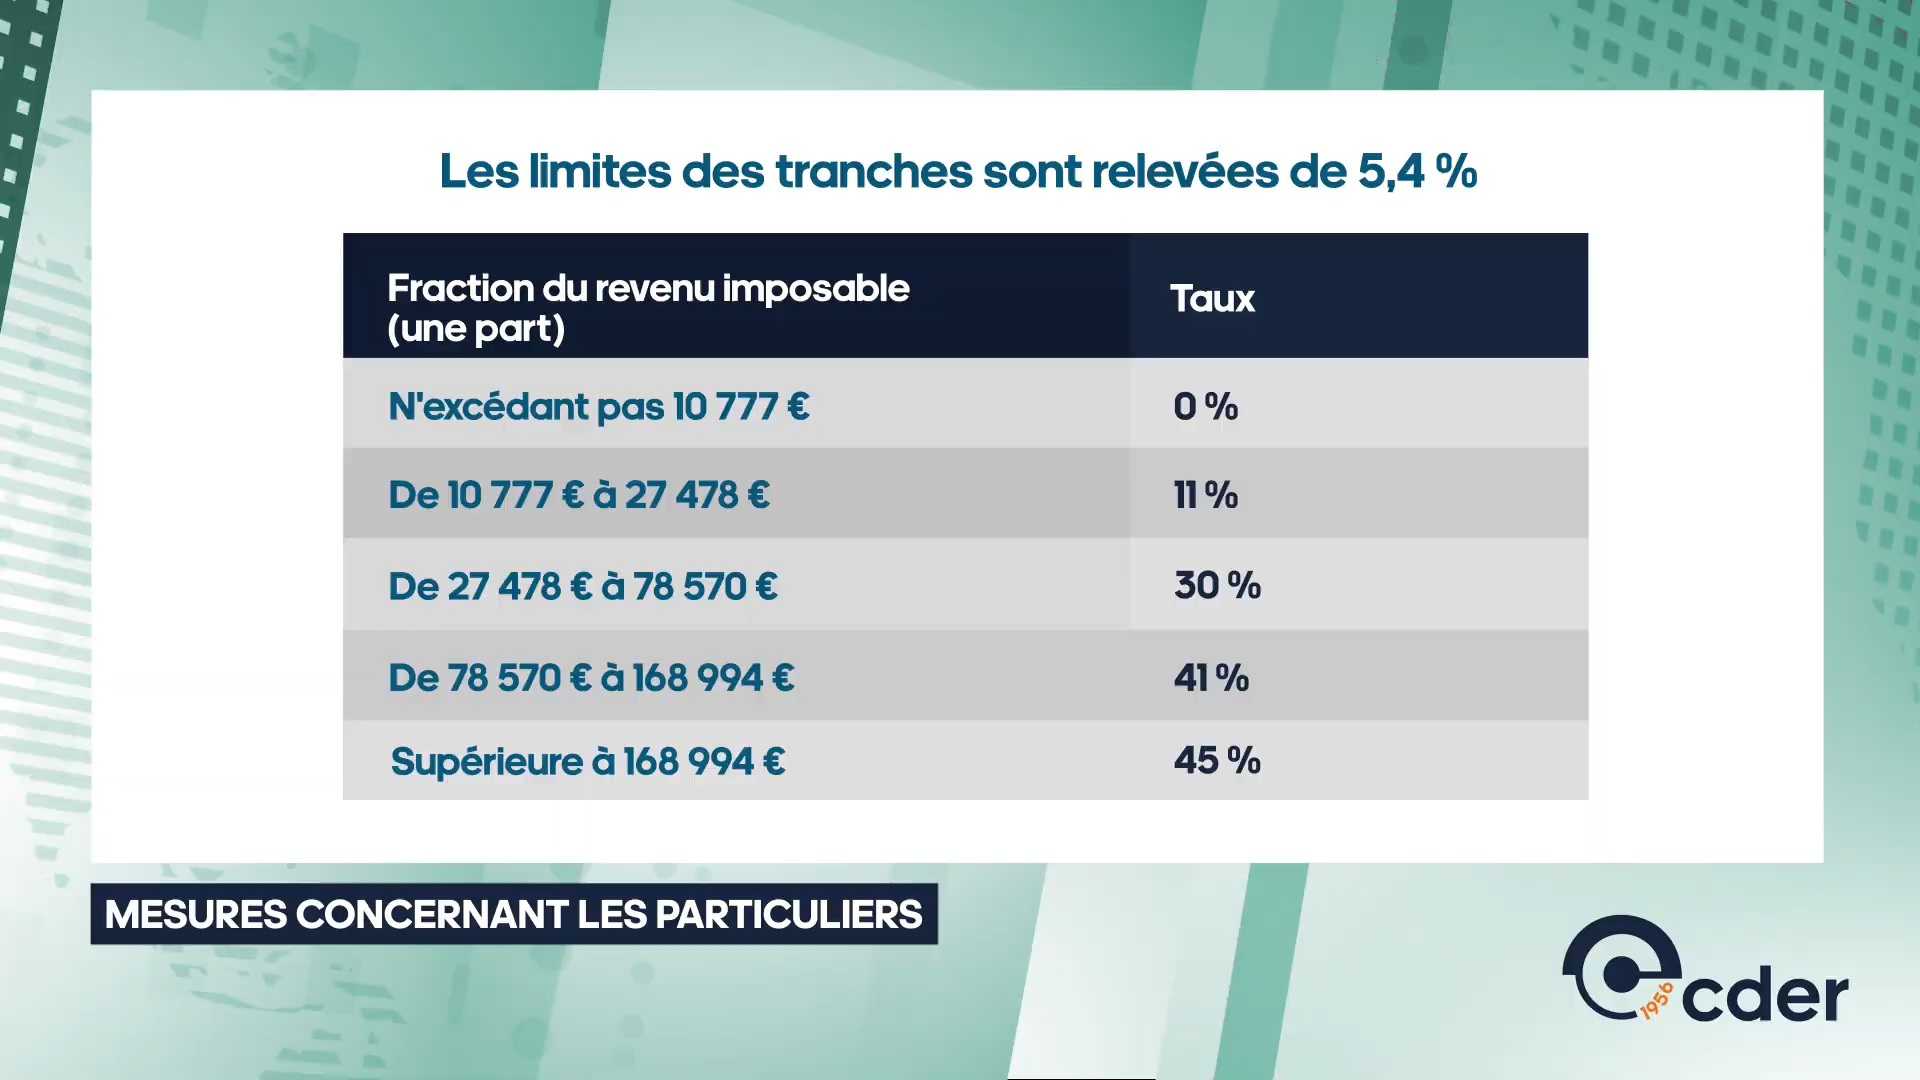 Les limites des tranches sont relevées de 5,4 %
Fraction du revenu imposable
(une part)
Taux
N'excédant pas 10 777 €
0 %
De 10 777 € à 27 478 €
11 %
De 27 478 € à 78 570 €
30 %
De 78 570 € à 168 994 €
41 %
Supérieure à 168 994 €
45 %
MESURES CONCERNANT LES PARTICULIERS
1956
cder